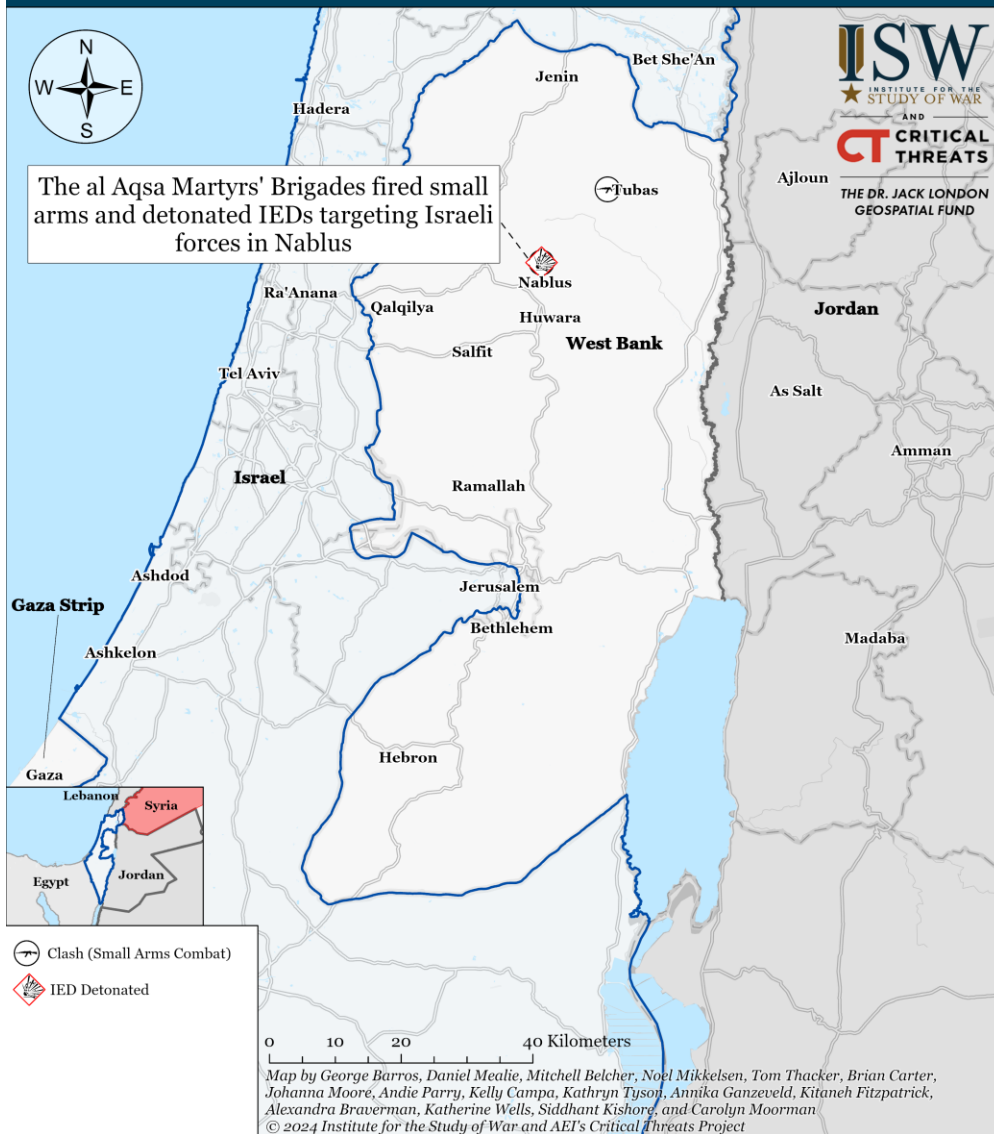 N
W E
S
ISW
INSTITUTE FOR THE
STUDY OF WAR
AND
CT CRITICAL
THREATS
THE DR. JACK LONDON
GEOSPATIAL FUND
The al Aqsa Martyrs' Brigades fired small
arms and detonated IEDs targeting Israeli
forces in Nablus
Jenin
Bet She'An
Hadera
Tubas
Ajloun
Nablus
Ra'Anana
Qalqilya
Huwara
Jordan
Salfit
West Bank
Tel Aviv
As Salt
Amman
Israel
Ramallah
Ashdod
Jerusalem
Gaza Strip
Bethlehem
Madaba
Ashkelon
Hebron
Gaza
Lebanon
Syria
Egypt
Jordan
Clash (Small Arms Combat)
IED Detonated
0 10 20 40 Kilometers
Map by George Barros, Daniel Mealie, Mitchell Belcher, Noel Mikkelsen, Tom Thacker, Brian Carter,
Johanna Moore, Andie Parry, Kelly Campa, Kathryn Tyson, Annika Ganzeveld, Kitaneh Fitzpatrick,
Alexandra Braverman, Katherine Wells, Siddhant Kishore, and Carolyn Moorman
© 2024 Institute for the Study of War and AEI's Critical Threats Project